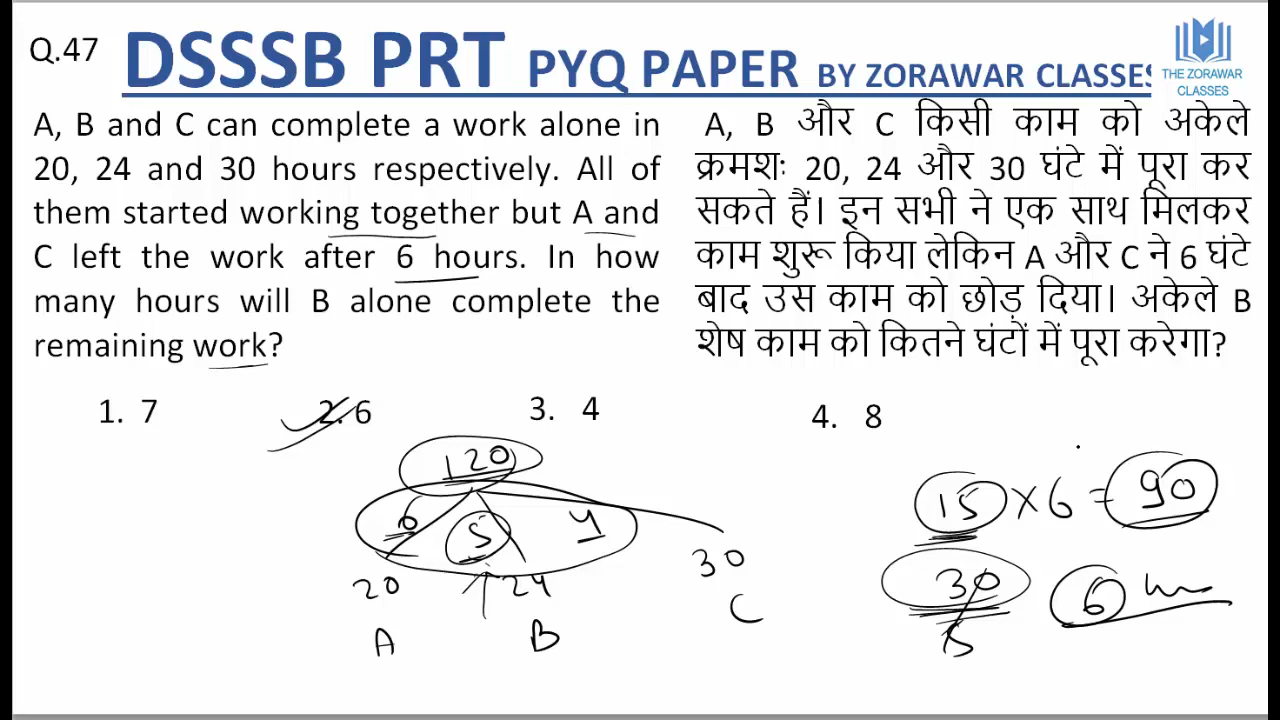 Q.47
DSSSB PRT PYQ PAPER BY ZORAWAR CLASSES
THE ZORAWAR
CLASSES
A, B and C can complete a work alone in
20, 24 and 30 hours respectively. All of
them started working together but A and
C left the work after 6 hours. In how
many hours will B alone complete the
remaining work?
A, B और C किसी काम को अकेले
क्रमशः 20, 24 और 30 घंटे में पूरा कर
सकते हैं। इन सभी ने एक साथ मिलकर
काम शुरू किया लेकिन A और C ने 6 घंटे
बाद उस काम को छोड़ दिया। अकेले B
शेष काम को कितने घंटों में पूरा करेगा?
1. 7 2. 6 3. 4 4. 8
120
6 5 4
20 24 30
A B C
15 × 6 = 90
30 6
5